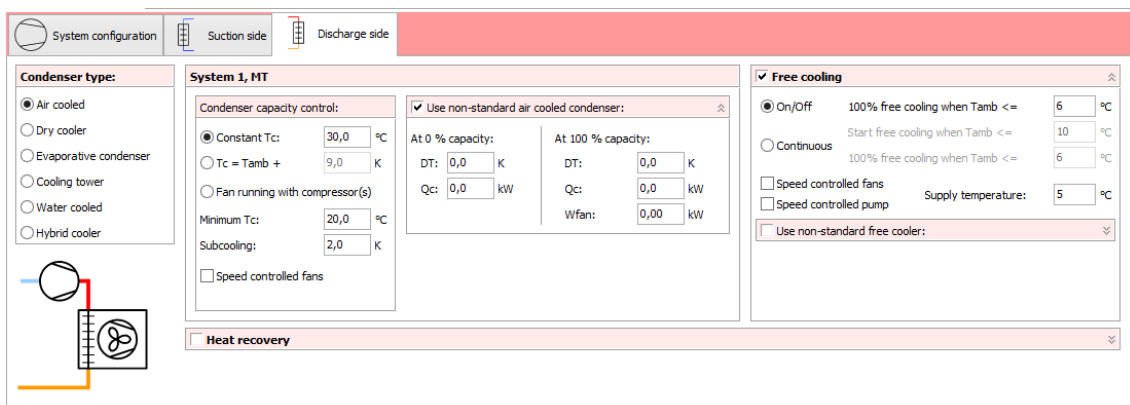 System configuration
Suction side
Discharge side
Condenser type:
Air cooled
Dry cooler
Evaporative condenser
Cooling tower
Water cooled
Hybrid cooler
System 1, MT
Condenser capacity control:
Constant Tc: 30,0 ºC
Tc = Tamb + 9,0 K
Fan running with compressor(s)
Minimum Tc: 20,0 ºC
Subcooling: 2,0 K
Speed controlled fans
Use non-standard air cooled condenser:
At 0 % capacity:
DT: 0,0 K
Qc: 0,0 kW
At 100 % capacity:
DT: 0,0 K
Qc: 0,0 kW
Wfan: 0,00 kW
Free cooling
On/Off 100% free cooling when Tamb <= 6 ºC
Continuous
Start free cooling when Tamb <= 10 ºC
100% free cooling when Tamb <= 6 ºC
Speed controlled fans
Speed controlled pump
Supply temperature: 5 ºC
Use non-standard free cooler:
Heat recovery